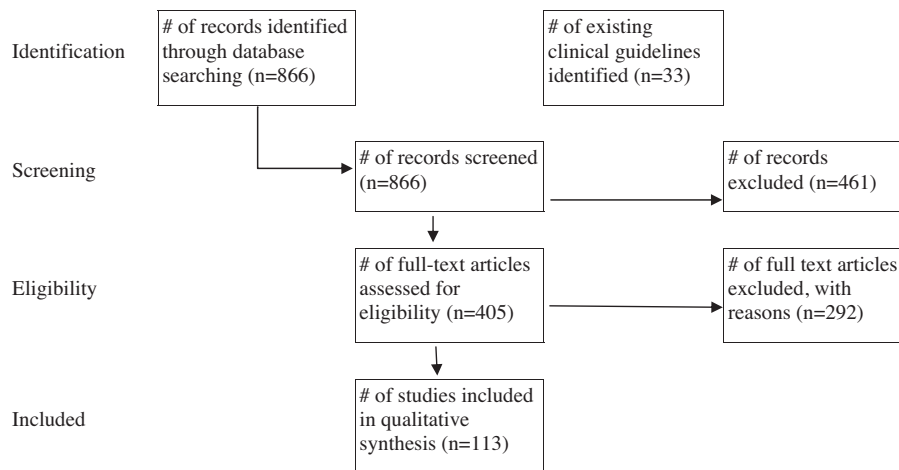 Identification
# of records identified
through database
searching (n=866)
# of existing
clinical guidelines
identified (n=33)
Screening
# of records screened
(n=866)
# of records
excluded (n=461)
Eligibility
# of full-text articles
assessed for
eligibility (n=405)
# of full text articles
excluded, with
reasons (n=292)
Included
# of studies included
in qualitative
synthesis (n=113)